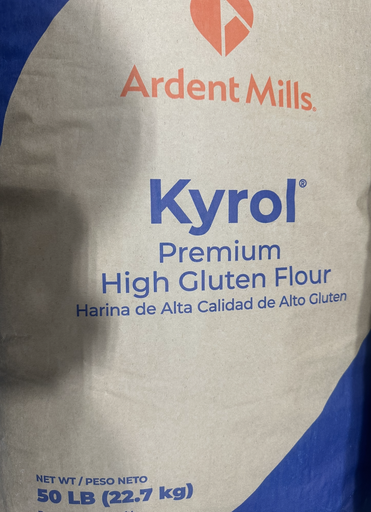 Ardent Mills.
Kyrol®
Premium
High Gluten Flour
Harina de Alta Calidad de Alto Gluten
NET WT / PESO NETO
50 LB (22.7 kg)